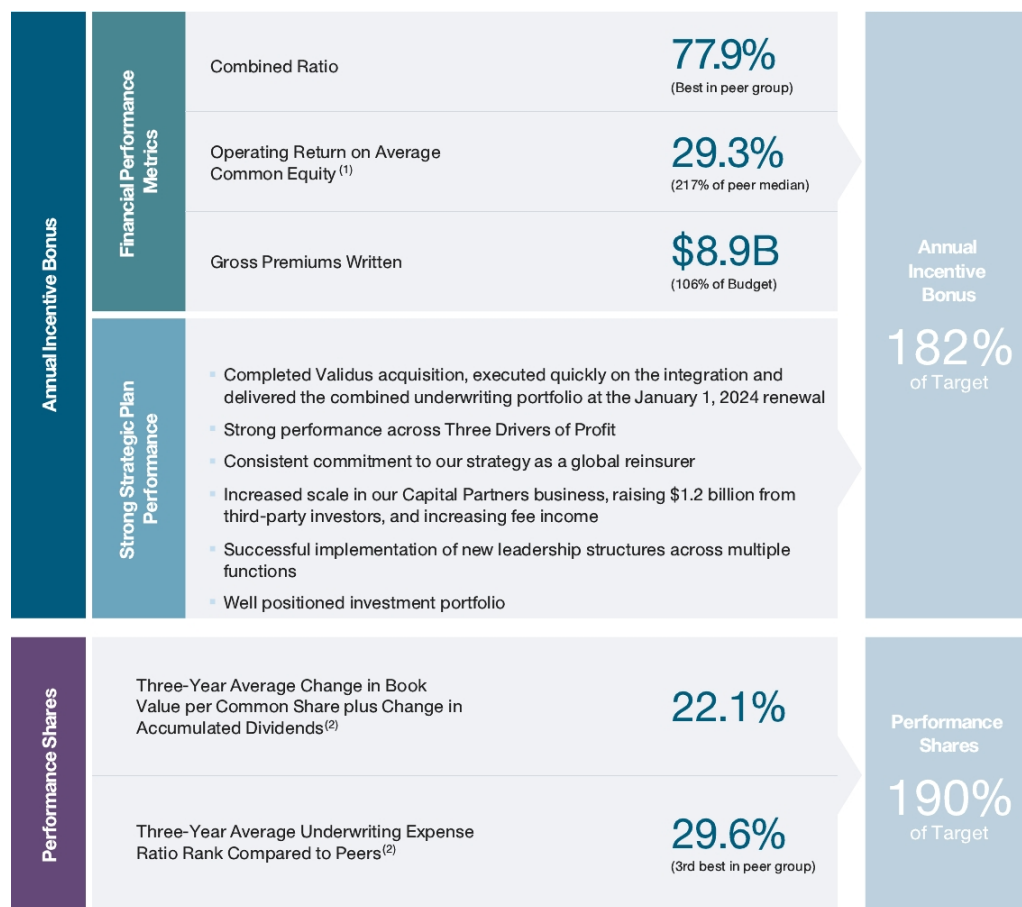 Annual Incentive Bonus
Financial Performance
Metrics
Combined Ratio
77.9%
(Best in peer group)
Operating Return on Average
Common Equity (1)
29.3%
(217% of peer median)
Gross Premiums Written
$8.9B
(106% of Budget)
Strong Strategic Plan
Performance
▪ Completed Validus acquisition, executed quickly on the integration and
delivered the combined underwriting portfolio at the January 1, 2024 renewal
▪ Strong performance across Three Drivers of Profit
▪ Consistent commitment to our strategy as a global reinsurer
▪ Increased scale in our Capital Partners business, raising $1.2 billion from
third-party investors, and increasing fee income
▪ Successful implementation of new leadership structures across multiple
functions
▪ Well positioned investment portfolio
Annual
Incentive
Bonus
182%
of Target
Performance Shares
Three-Year Average Change in Book
Value per Common Share plus Change in
Accumulated Dividends(2)
22.1%
Three-Year Average Underwriting Expense
Ratio Rank Compared to Peers(2)
29.6%
(3rd best in peer group)
Performance
Shares
190%
of Target